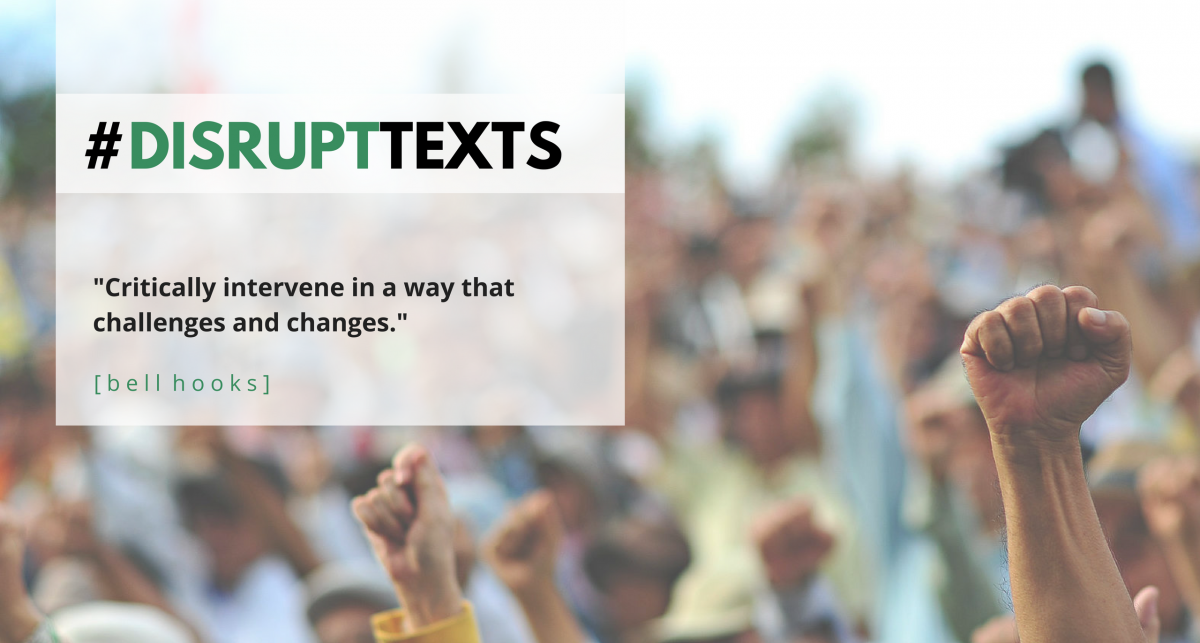 #DISRUPTTEXTS
"Critically intervene in a way that
challenges and changes."
[bell hooks]